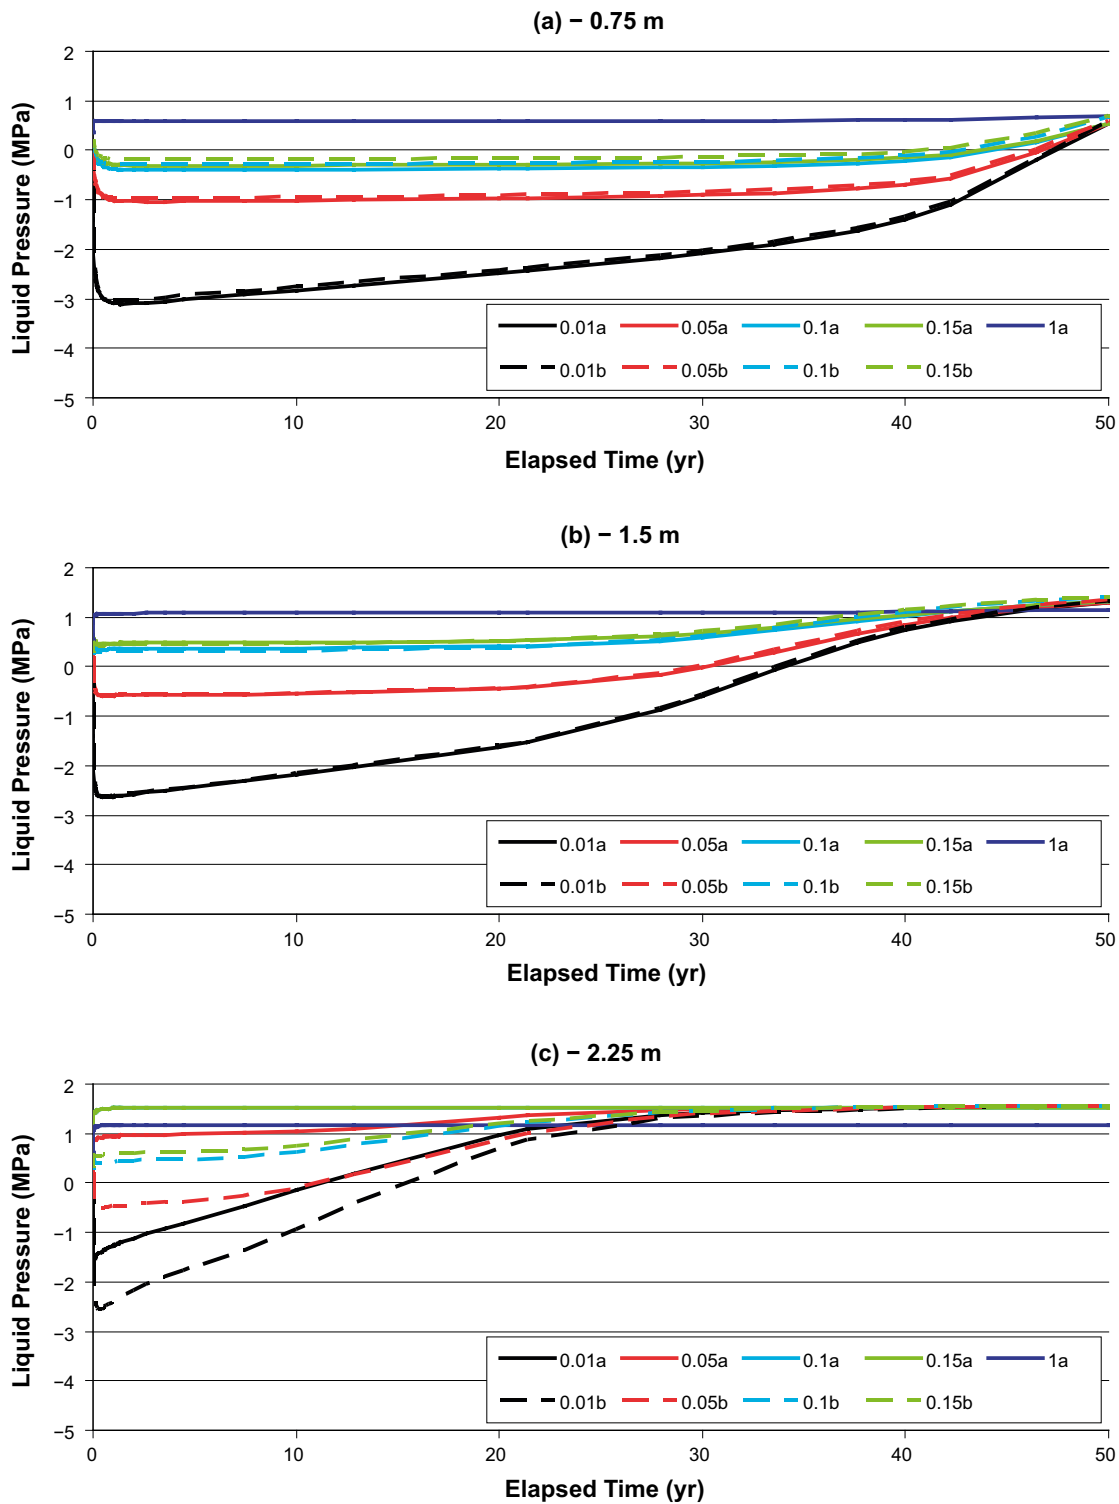 (a) − 0.75 m
2
1
0
−1
−2
−3
−4
−5
Liquid Pressure (MPa)
0.01a 0.05a 0.1a 0.15a 1a
0.01b 0.05b 0.1b 0.15b
0 10 20 30 40 50
Elapsed Time (yr)
(b) − 1.5 m
2
1
0
−1
−2
−3
−4
−5
Liquid Pressure (MPa)
0.01a 0.05a 0.1a 0.15a 1a
0.01b 0.05b 0.1b 0.15b
0 10 20 30 40 50
Elapsed Time (yr)
(c) − 2.25 m
2
1
0
−1
−2
−3
−4
−5
Liquid Pressure (MPa)
0.01a 0.05a 0.1a 0.15a 1a
0.01b 0.05b 0.1b 0.15b
0 10 20 30 40 50
Elapsed Time (yr)